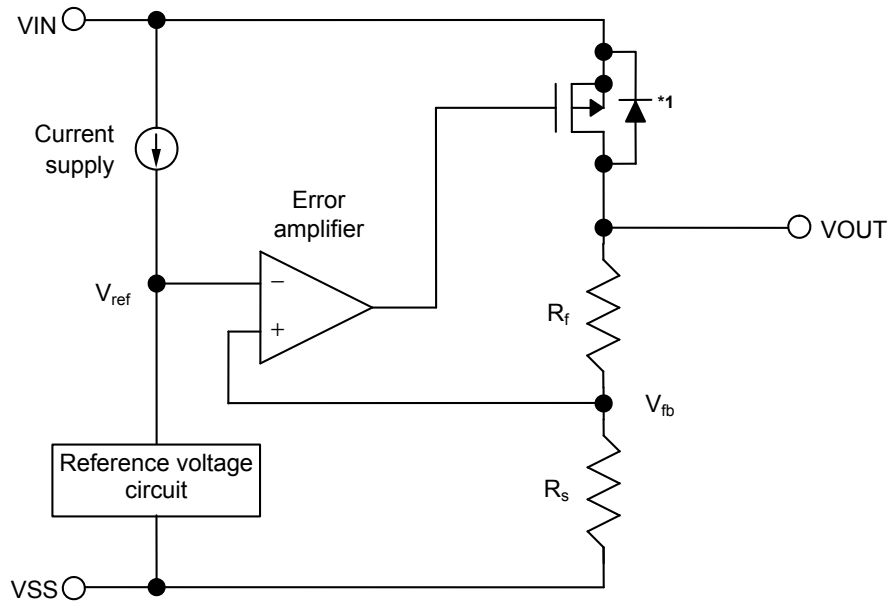 VIN
*1
Current
supply
Error
amplifier
VOUT
Vref
−
+
Rf
Vfb
Reference voltage
circuit
Rs
VSS